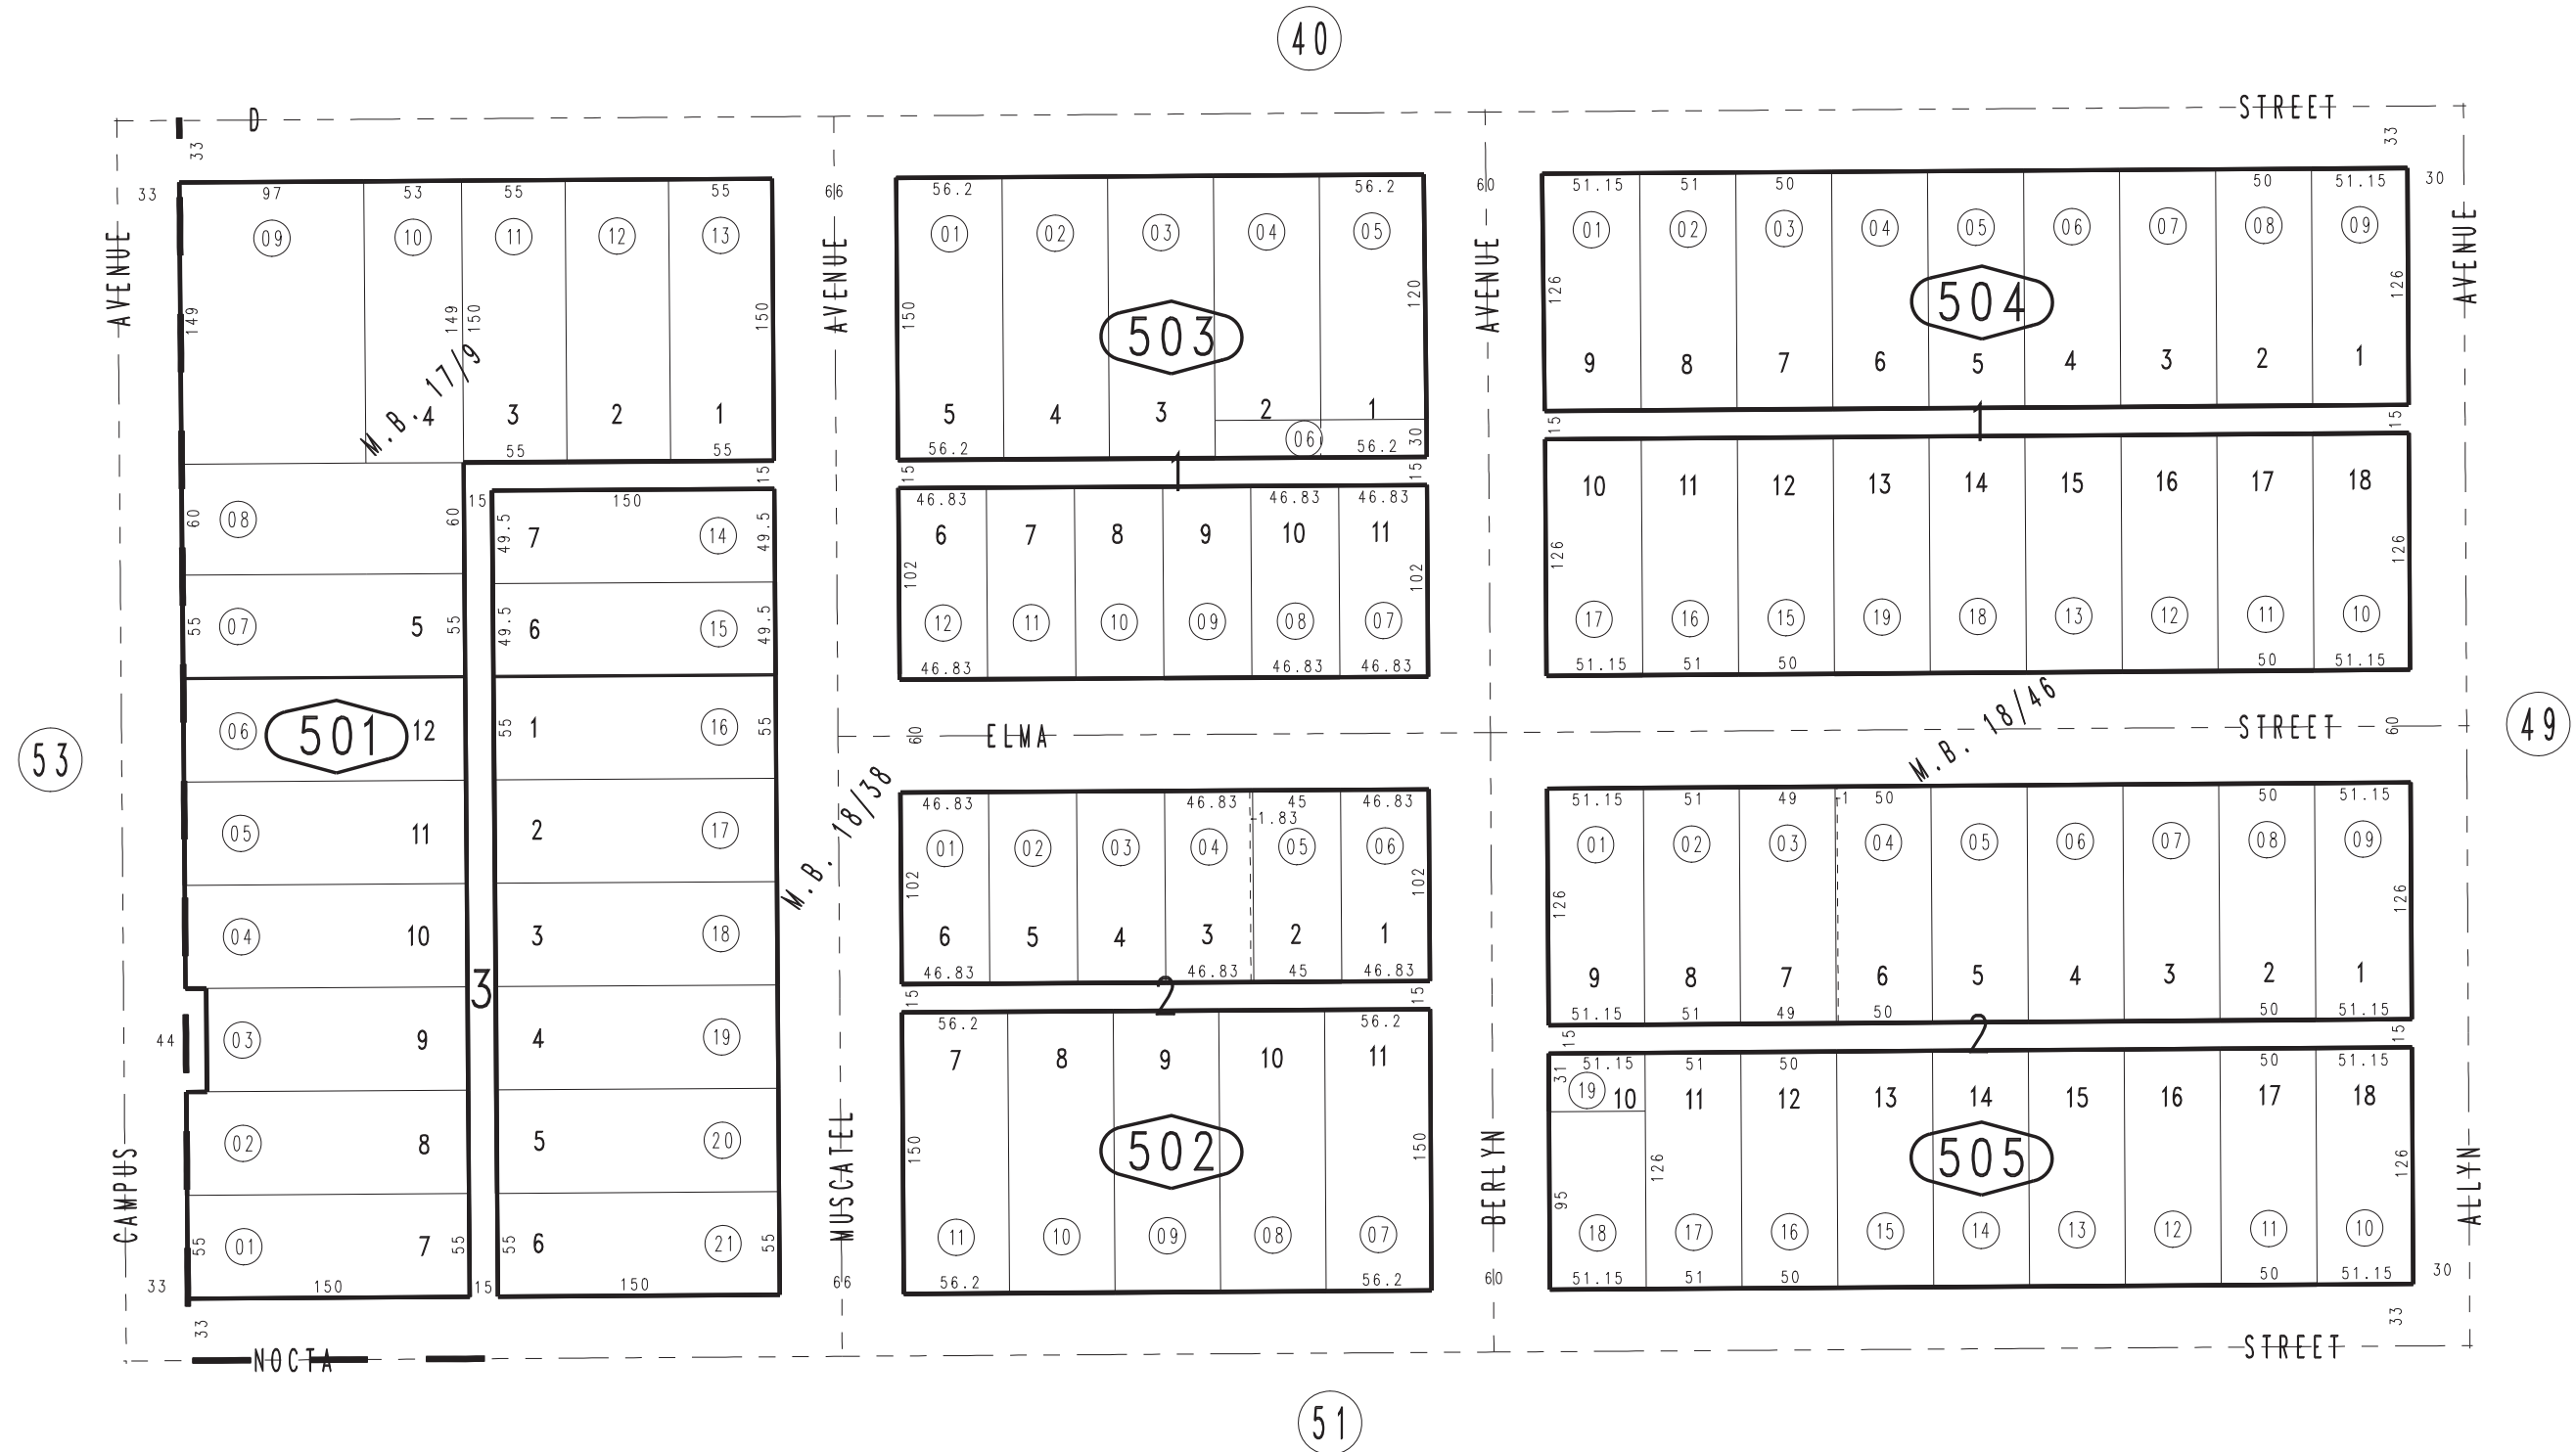 40
D STREET
33 33
33 97 53 55 55 66 56.2 56.2 60 51.15 51 50 50 51.15 30
09 10 11 12 13 01 02 03 04 05 01 02 03 04 05 06 07 08 09
AVENUE AVENUE AVENUE AVENUE
149 149 150 150 150 503 120 126 504 126
M.B. 17/9
4 3 2 1 5 4 3 2 1 9 8 7 6 5 4 3 2 1
55 55 56.2 06 56.2 30
15 15 1 15 15 1 15
15 150 46.83 46.83 46.83
60 08 60 49.5 7 14 49.5 6 7 8 9 10 11 10 11 12 13 14 15 16 17 18
102 102 126 126
55 07 5 55 49.5 6 15 49.5 12 11 10 09 08 07 17 16 15 19 18 13 12 11 10
46.83 46.83 46.83 51.15 51 50 50 51.15
53 06 501 12 55 1 16 55 60 ELMA STREET 60 49
M.B. 18/38 M.B. 18/46
46.83 46.83 45 46.83 51.15 51 49 1 50 50 51.15
1.83
05 11 2 17 01 02 03 04 05 06 01 02 03 04 05 06 07 08 09
102 102 126 126
04 10 3 18 6 5 4 3 2 1 9 8 7 6 5 4 3 2 1
46.83 46.83 45 46.83 51.15 51 49 50 50 51.15
3 15 2 15 15 2 15
44 03 9 4 19 56.2 56.2 31 51.15 51 50 50 51.15
7 8 9 10 11 19 10 11 12 13 14 15 16 17 18
02 8 5 20 150 502 150 95 126 505 126
CAMPUS MUSCATEL BERLYN ALLYN
55 01 7 55 55 6 21 55 11 10 09 08 07 18 17 16 15 14 13 12 11 10
33 150 15 150 66 56.2 56.2 60 51.15 51 50 50 51.15 30
33 33
NOCTA STREET
51